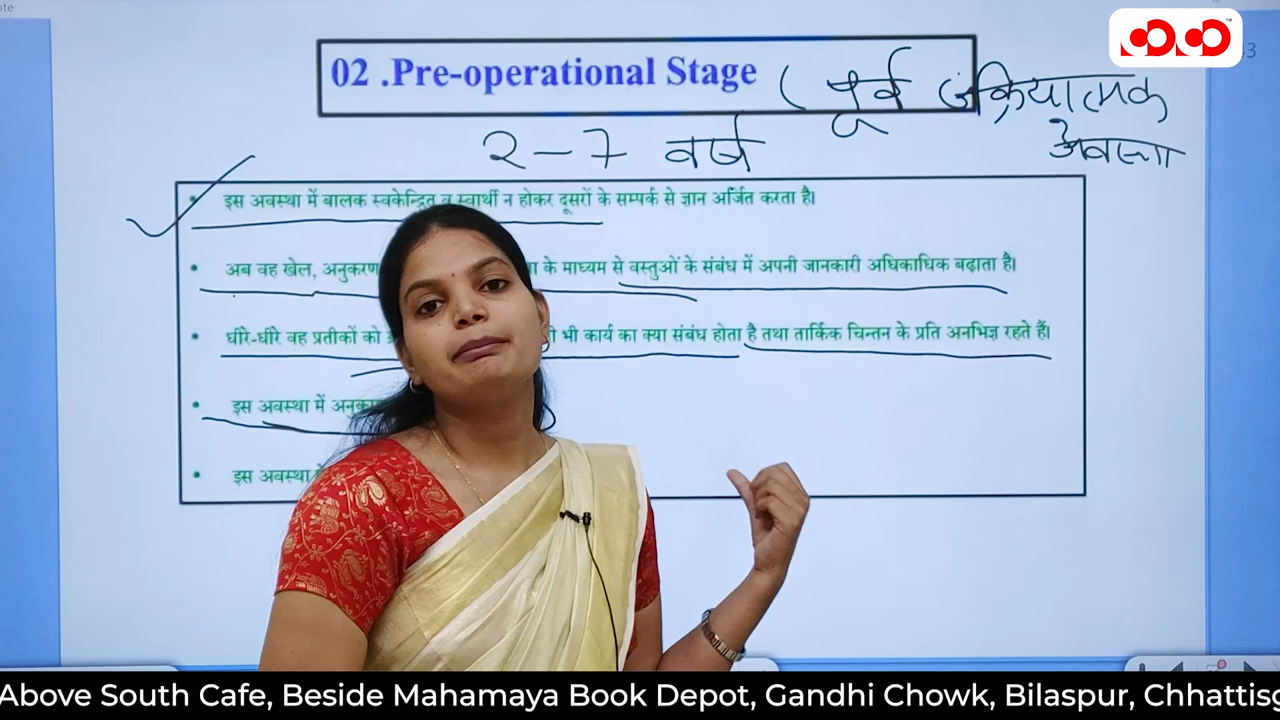 02 .Pre-operational Stage ( पूर्व संक्रियात्मक
अवस्था
2-7 वर्ष
• इस अवस्था में बालक स्वकेन्द्रित व स्वार्थी न होकर दूसरों के सम्पर्क से ज्ञान अर्जित करता है।
• अब वह खेल, अनुकरण के माध्यम से वस्तुओं के संबंध में अपनी जानकारी अधिकाधिक बढ़ाता है।
• धीरे-धीरे वह प्रतीकों को भी कार्य का क्या संबंध होता है तथा तार्किक चिन्तन के प्रति अनभिज्ञ रहते हैं।
• इस अवस्था में
• इस अवस्था
Above South Cafe, Beside Mahamaya Book Depot, Gandhi Chowk, Bilaspur,